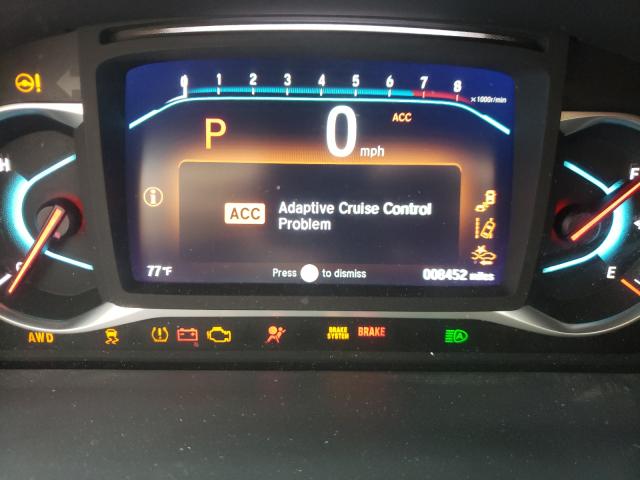 0 1 2 3 4 5 6 7 8
×1000r/min
P 0 mph ACC
H
C
F
E
i
ACC Adaptive Cruise Control
Problem
77°F Press to dismiss 008452 miles
AWD BRAKE SYSTEM BRAKE A